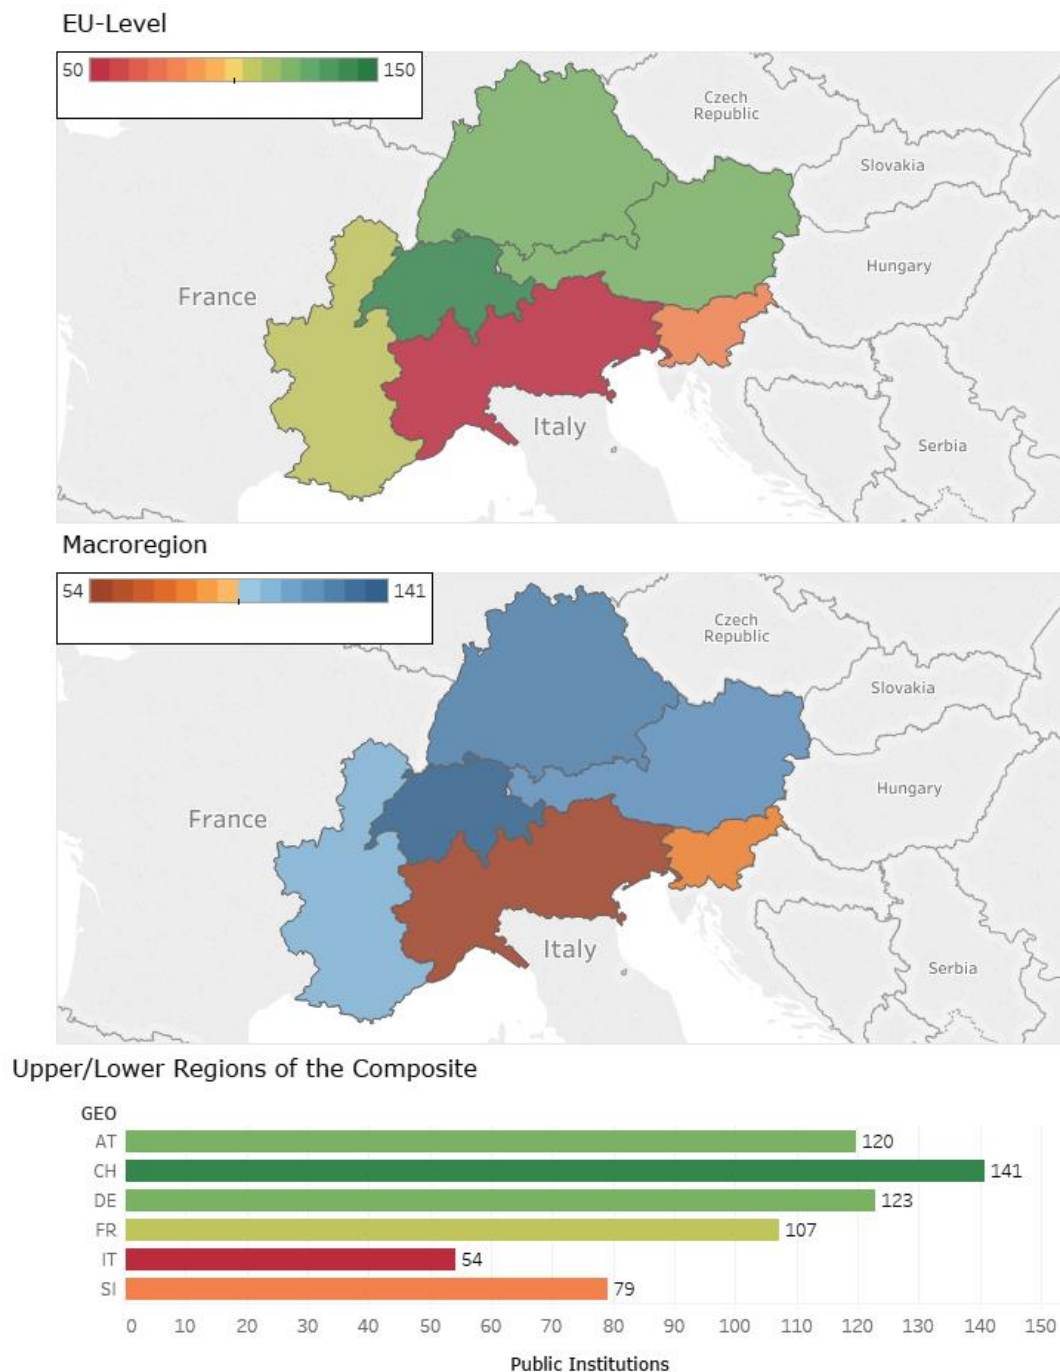 EU-Level
50 150
Czech
Republic
Slovakia
France
Hungary
Italy
Serbia
Macroregion
54 141
Czech
Republic
Slovakia
Hungary
France
Italy
Serbia
Upper/Lower Regions of the Composite
GEO
AT 120
CH 141
DE 123
FR 107
IT 54
SI 79
0 10 20 30 40 50 60 70 80 90 100 110 120 130 140 150
Public Institutions